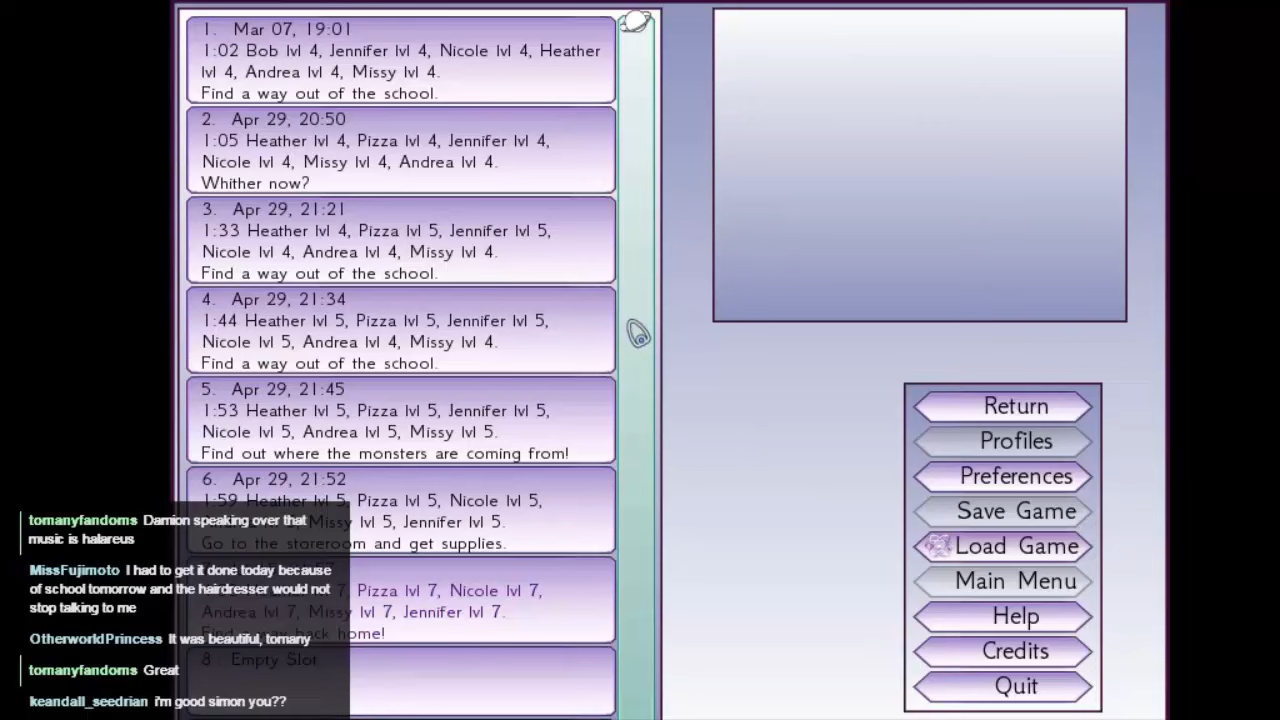 1.   Mar 07, 19:01
1:02 Bob lvl 4, Jennifer lvl 4, Nicole lvl 4, Heather
lvl 4, Andrea lvl 4, Missy lvl 4.
Find a way out of the school.
2.   Apr 29, 20:50
1:05 Heather lvl 4, Pizza lvl 4, Jennifer lvl 4,
Nicole lvl 4, Missy lvl 4, Andrea lvl 4.
Whither now?
3.   Apr 29, 21:21
1:33 Heather lvl 4, Pizza lvl 5, Jennifer lvl 5,
Nicole lvl 4, Andrea lvl 4, Missy lvl 4.
Find a way out of the school.
4.   Apr 29, 21:34
1:44 Heather lvl 5, Pizza lvl 5, Jennifer lvl 5,
Nicole lvl 5, Andrea lvl 4, Missy lvl 4.
Find a way out of the school.
5.   Apr 29, 21:45
1:53 Heather lvl 5, Pizza lvl 5, Jennifer lvl 5,
Nicole lvl 5, Andrea lvl 5, Missy lvl 5.
Find out where the monsters are coming from!
6.   Apr 29, 21:52
1:59 Heather lvl 5, Pizza lvl 5, Nicole lvl 5,
Missy lvl 5, Jennifer lvl 5.
Go to the storeroom and get supplies.
7, Pizza lvl 7, Nicole lvl 7,
Andrea lvl 7, Missy lvl 7, Jennifer lvl 7.
Find a way back home!
8   Empty Slot
tomanyfandoms Damion speaking over that
music is halareus
MissFujimoto I had to get it done today because
of school tomorrow and the hairdresser would not
stop talking to me
OtherworldPrincess It was beautiful, tomany
tomanyfandoms Great
keandall_seedrian i'm good simon you??
Return
Profiles
Preferences
Save Game
Load Game
Main Menu
Help
Credits
Quit